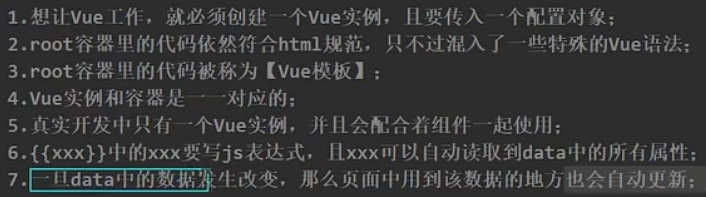 1.想让Vue工作，就必须创建一个Vue实例，且要传入一个配置对象；
2.root容器里的代码依然符合html规范，只不过混入了一些特殊的Vue语法；
3.root容器里的代码被称为【Vue模板】；
4.Vue实例和容器是一一对应的；
5.真实开发中只有一个Vue实例，并且会配合着组件一起使用；
6.{{xxx}}中的xxx要写js表达式，且xxx可以自动读取到data中的所有属性；
7.一旦data中的数据发生改变，那么页面中用到该数据的地方也会自动更新；